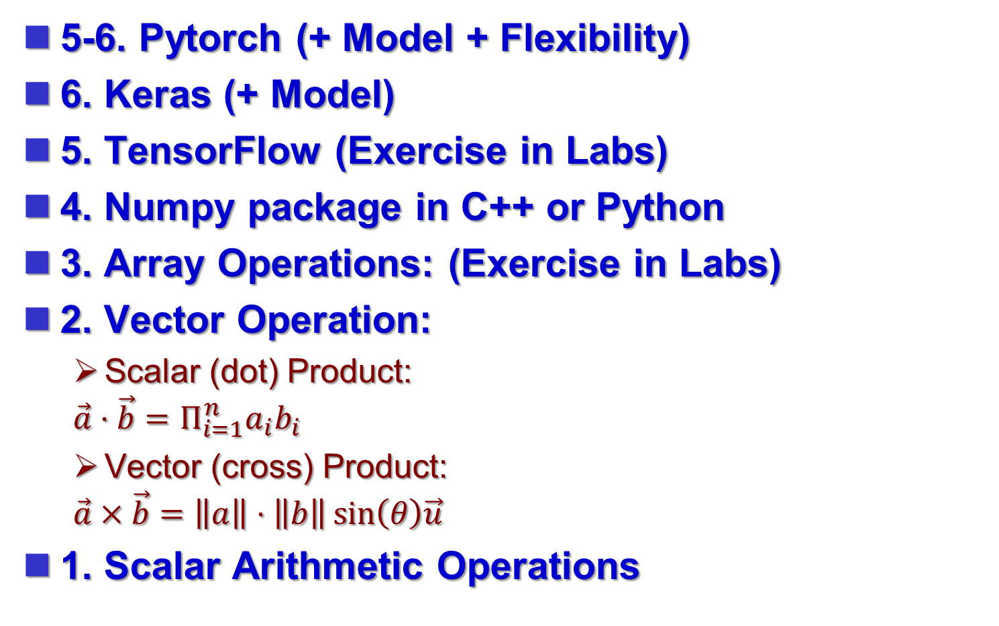 ■ 5-6. Pytorch (+ Model + Flexibility)
■ 6. Keras (+ Model)
■ 5. TensorFlow (Exercise in Labs)
■ 4. Numpy package in C++ or Python
■ 3. Array Operations: (Exercise in Labs)
■ 2. Vector Operation:
➢ Scalar (dot) Product:
$\vec{a} \cdot \vec{b} = \prod_{i=1}^{n} a_i b_i$
➢ Vector (cross) Product:
$\vec{a} \times \vec{b} = \|a\| \cdot \|b\| \sin(\theta) \vec{u}$
■ 1. Scalar Arithmetic Operations